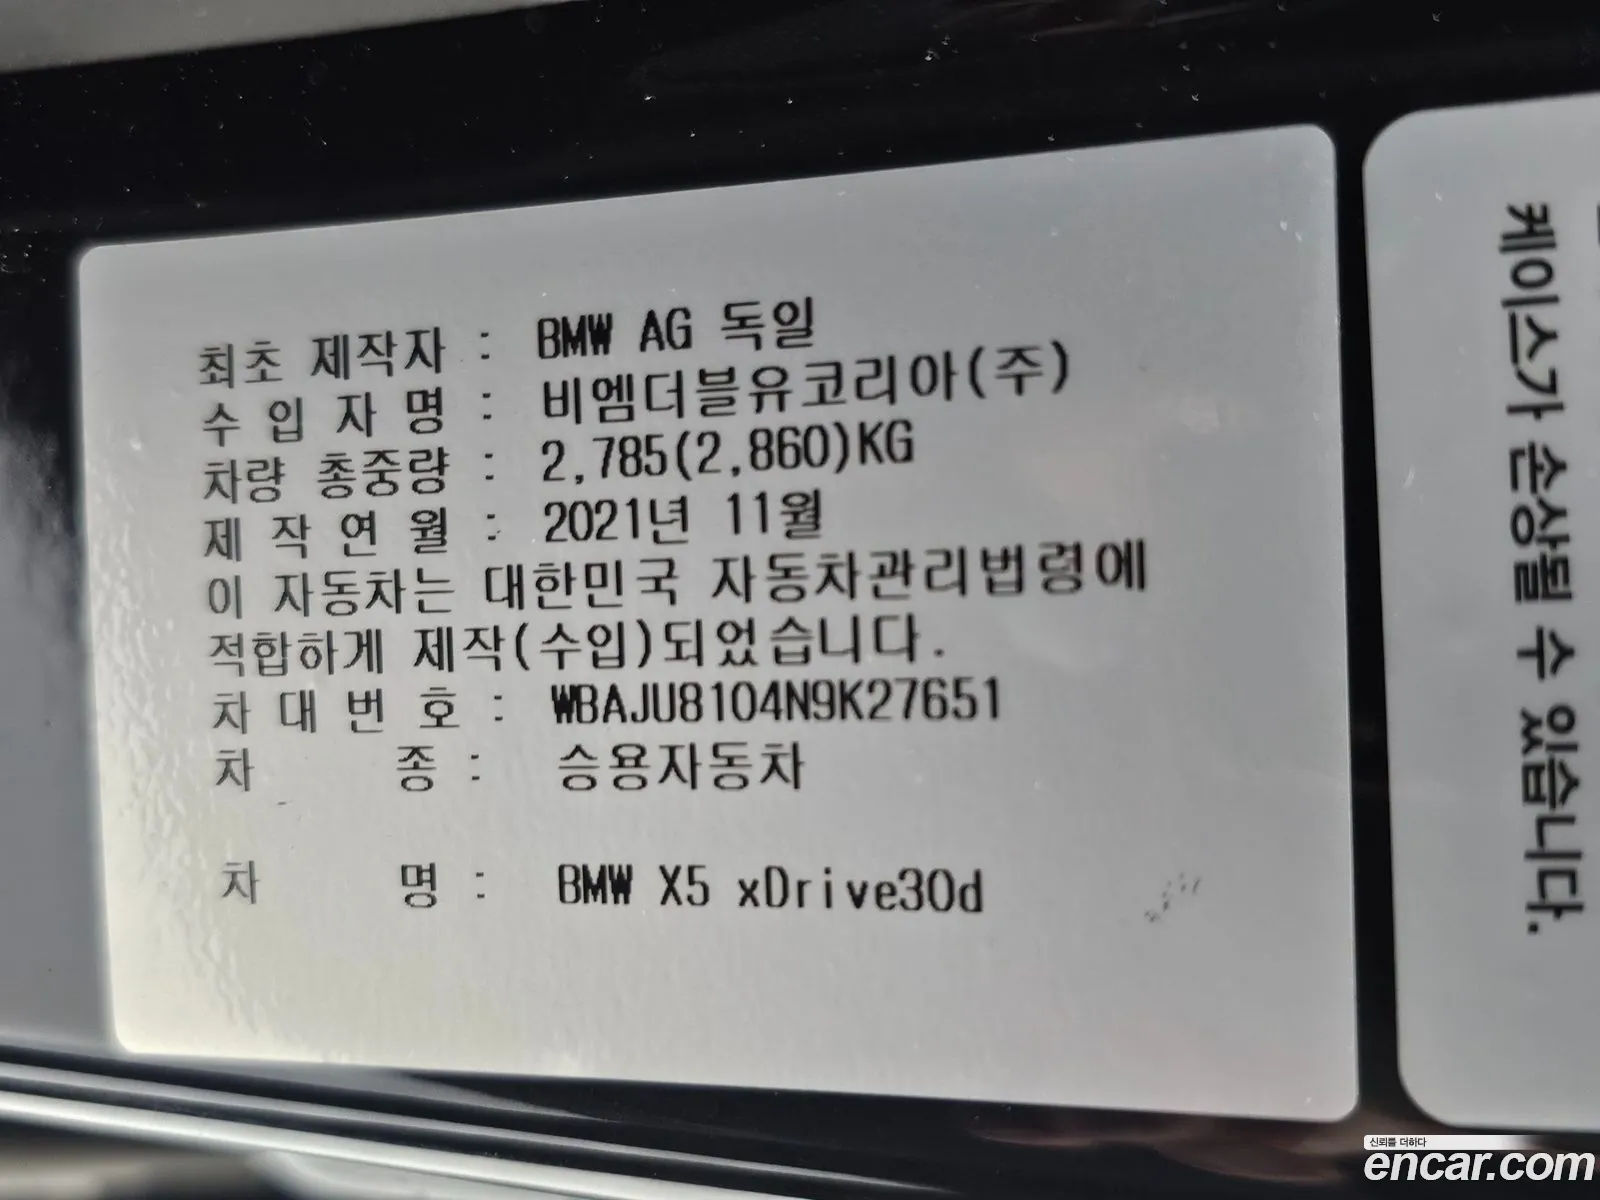 최초 제작자 : BMW AG 독일
수 입 자 명 : 비엠더블유코리아(주)
차량 총중량 : 2,785(2,860)KG
제 작 연 월 : 2021년 11월
이 자동차는 대한민국 자동차관리법령에
적합하게 제작(수입)되었습니다.
차 대 번 호 : WBAJU8104N9K27651
차 종 : 승용자동차
차 명 : BMW X5 xDrive30d
케이스가 손상될 수 있습니다.
신뢰를 더하다
encar.com